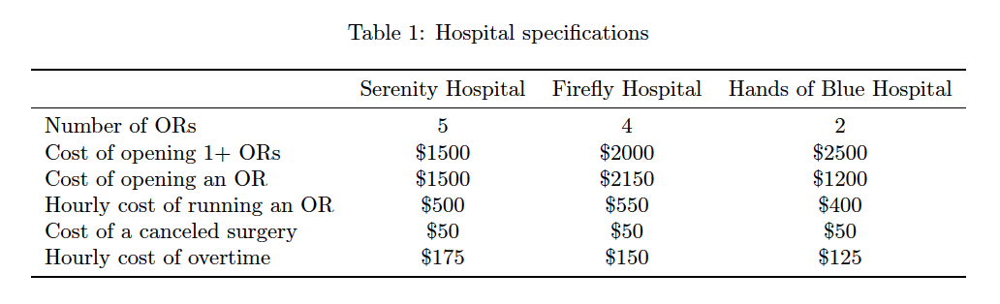 Table 1: Hospital specifications
Serenity Hospital Firefly Hospital Hands of Blue Hospital
Number of ORs 5 4 2
Cost of opening 1+ ORs $1500 $2000 $2500
Cost of opening an OR $1500 $2150 $1200
Hourly cost of running an OR $500 $550 $400
Cost of a canceled surgery $50 $50 $50
Hourly cost of overtime $175 $150 $125